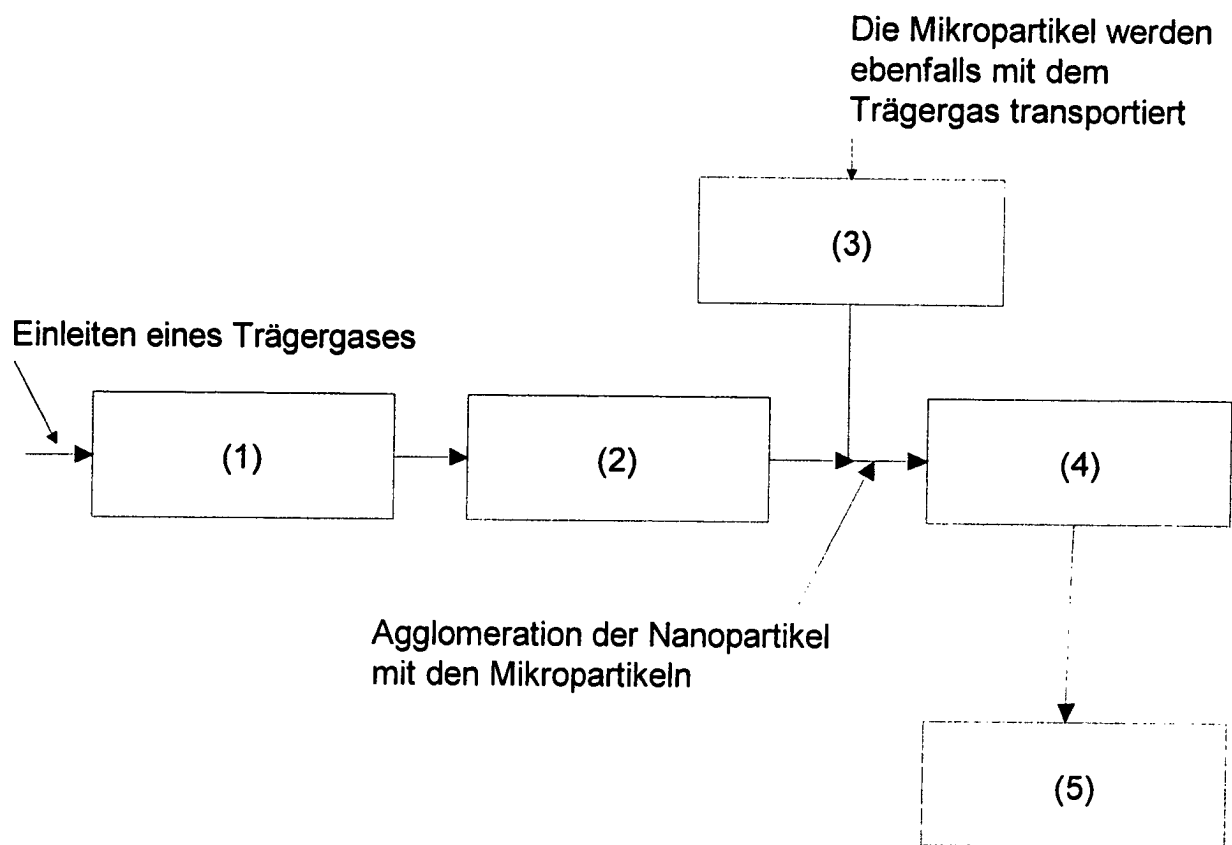 Die Mikropartikel werden
ebenfalls mit dem
Trägergas transportiert
(3)
Einleiten eines Trägergases
(1)
(2)
(4)
Agglomeration der Nanopartikel
mit den Mikropartikeln
(5)